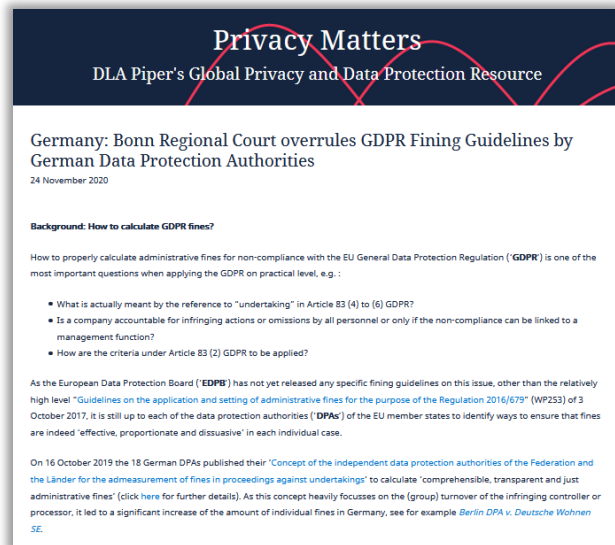 Privacy Matters
DLA Piper's Global Privacy and Data Protection Resource
Germany: Bonn Regional Court overrules GDPR Fining Guidelines by
German Data Protection Authorities
24 November 2020
Background: How to calculate GDPR fines?
How to properly calculate administrative fines for non-compliance with the EU General Data Protection Regulation ('GDPR') is one of the
most important questions when applying the GDPR on practical level, e.g. :
• What is actually meant by the reference to "undertaking" in Article 83 (4) to (6) GDPR?
• Is a company accountable for infringing actions or omissions by all personnel or only if the non-compliance can be linked to a
management function?
• How are the criteria under Article 83 (2) GDPR to be applied?
As the European Data Protection Board ('EDPB') has not yet released any specific fining guidelines on this issue, other than the relatively
high level "Guidelines on the application and setting of administrative fines for the purpose of the Regulation 2016/679" (WP253) of 3
October 2017, it is still up to each of the data protection authorities ('DPAs') of the EU member states to identify ways to ensure that fines
are indeed 'effective, proportionate and dissuasive' in each individual case.
On 16 October 2019 the 18 German DPAs published their 'Concept of the independent data protection authorities of the Federation and
the Länder for the admeasurement of fines in proceedings against undertakings' to calculate 'comprehensible, transparent and just
administrative fines' (click here for further details). As this concept heavily focusses on the (group) turnover of the infringing controller or
processor, it led to a significant increase of the amount of individual fines in Germany, see for example Berlin DPA v. Deutsche Wohnen
SE.